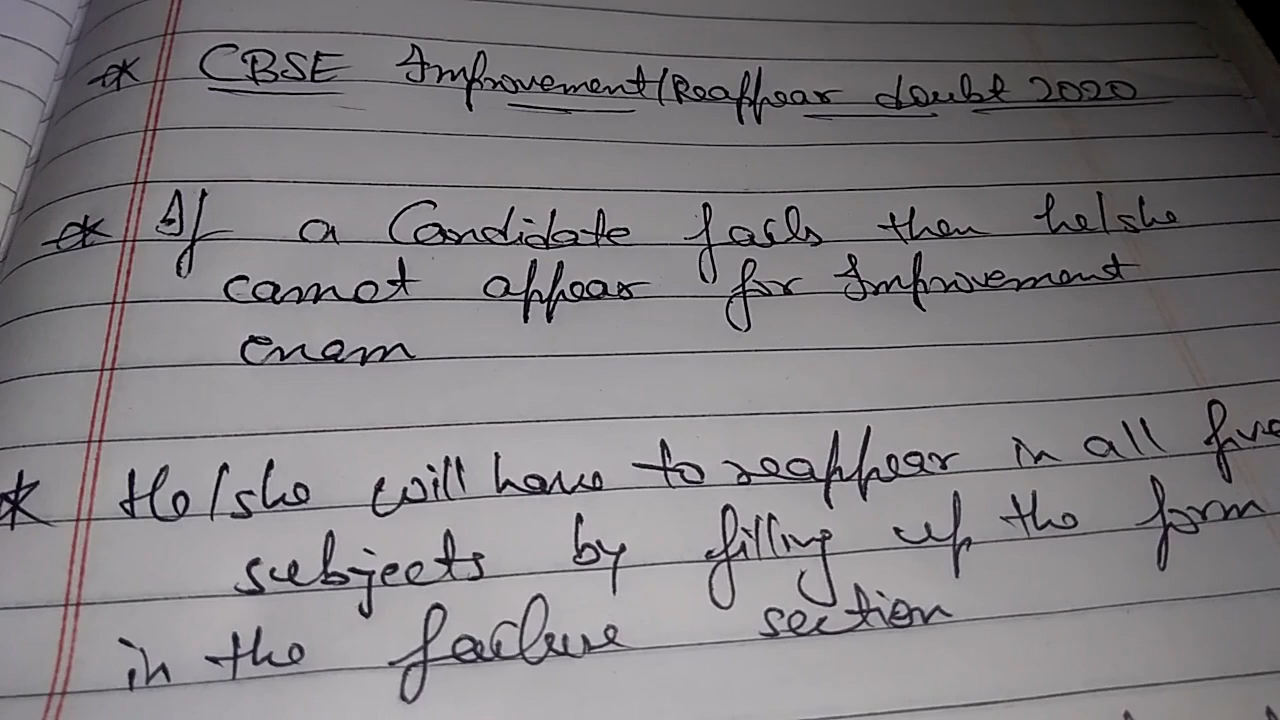 * CBSE Improvement/Reappear doubt 2020
* If a Candidate fails then he/she
cannot appear for Improvement
exam
* He/she will have to reappear in all five
subjects by filling up the form
in the failure section